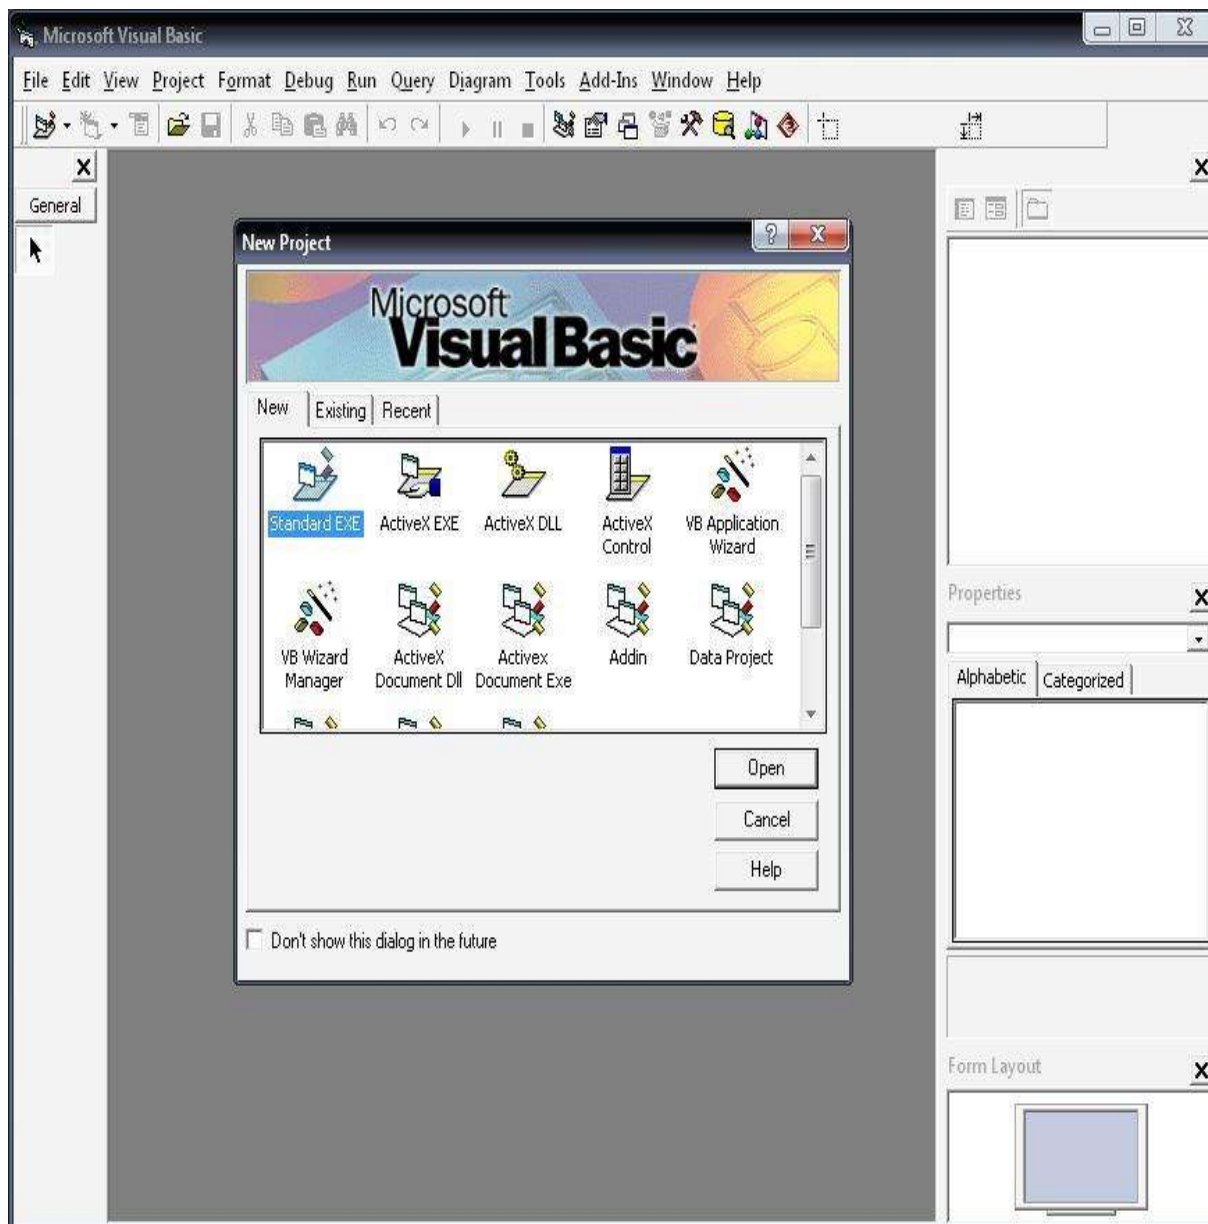 Microsoft Visual Basic
File Edit View Project Format Debug Run Query Diagram Tools Add-Ins Window Help
General
New Project
Microsoft
Visual Basic
New Existing Recent
Standard EXE ActiveX EXE ActiveX DLL ActiveX Control VB Application Wizard
VB Wizard Manager ActiveX Document Dll Activex Document Exe Addin Data Project
Open
Cancel
Help
Don't show this dialog in the future
Properties
Alphabetic Categorized
Form Layout